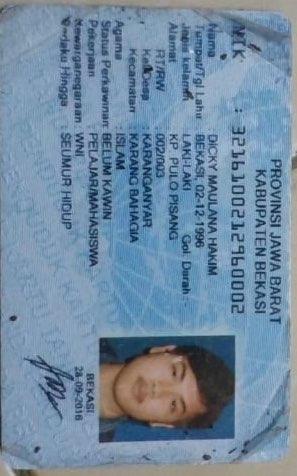 PROVINSI JAWA BARAT
KABUPATEN BEKASI
NIK : 3216100212960002
Nama : DICKY MAULANA HAKIM
Tempat/Tgl Lahir : BEKASI, 02-12-1996
Jenis kelamin : LAKI-LAKI Gol. Darah : -
Alamat : KP. PULO PISANG
RT/RW : 002/003
Kel/Desa : KARANGANYAR
Kecamatan : KARANG BAHAGIA
Agama : ISLAM
Status Perkawinan: BELUM KAWIN
Pekerjaan : PELAJAR/MAHASISWA
Kewarganegaraan: WNI
Berlaku Hingga : SEUMUR HIDUP
BEKASI
28-09-2016